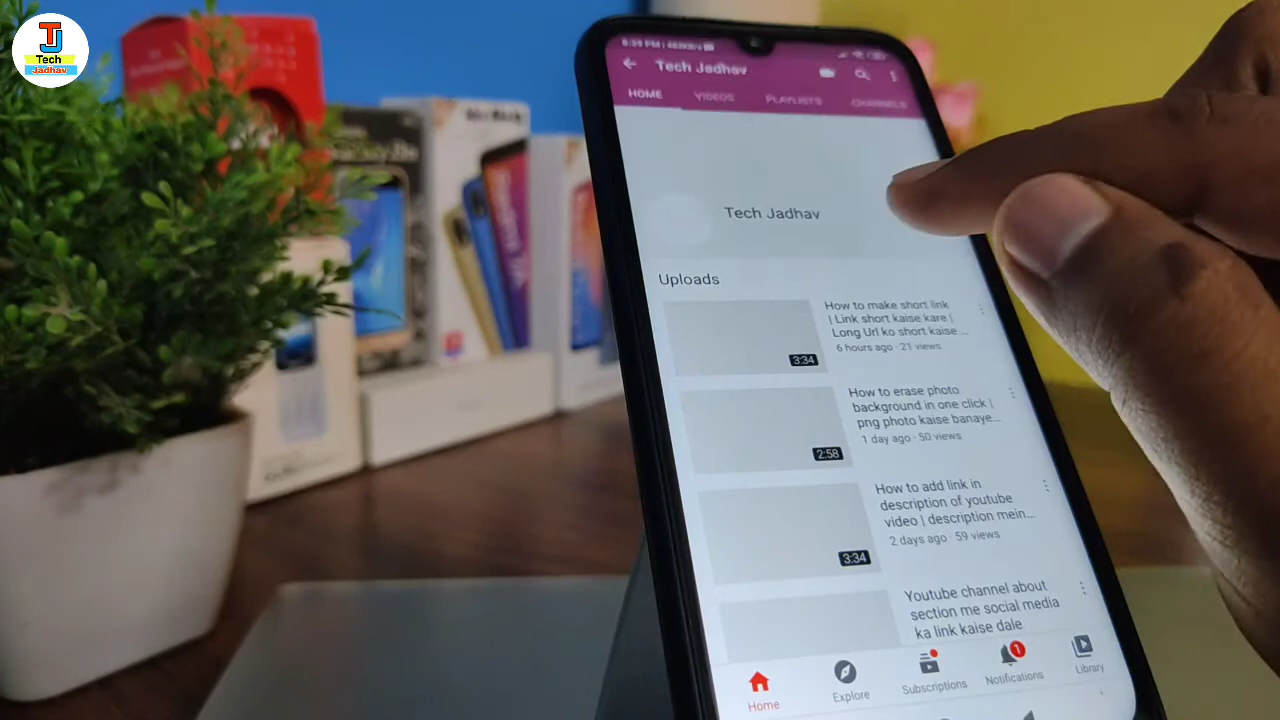 TJ
Tech
Jadhav
Tech Jadhav
HOME VIDEOS PLAYLISTS CHANNELS
Tech Jadhav
Uploads
How to make short link
| Link short kaise kare |
Long Url ko short kaise ...
6 hours ago · 21 views
3:34
How to erase photo
background in one click |
png photo kaise banaye...
1 day ago · 50 views
2:58
How to add link in
description of youtube
video | description mein...
2 days ago · 59 views
3:34
Youtube channel about
section me social media
ka link kaise dale
1
Home Explore Subscriptions Notifications Library